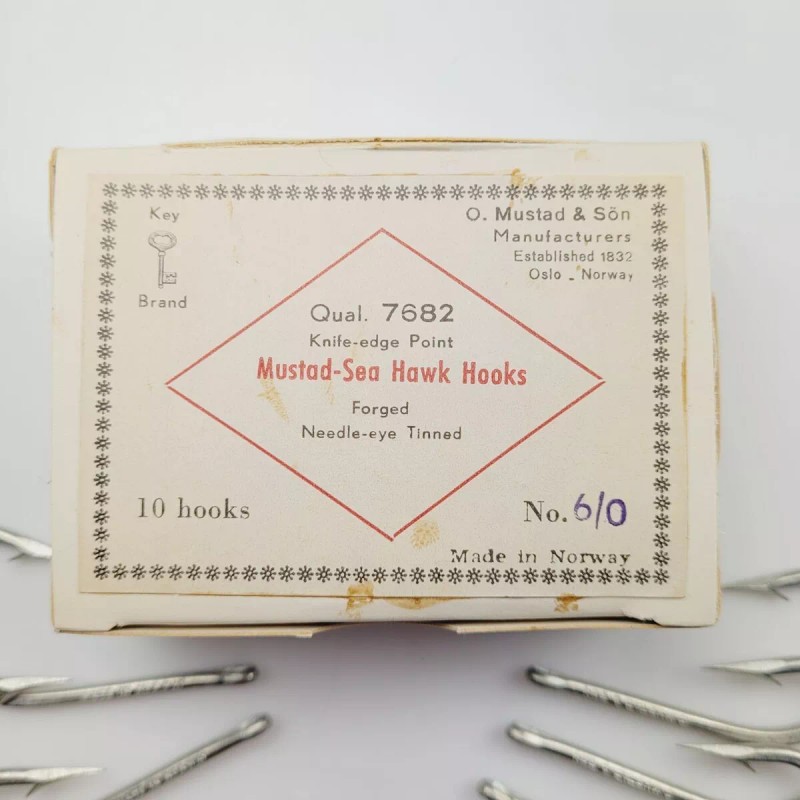 Key
Brand
O. Mustad & Sön
Manufacturers
Established 1832
Oslo - Norway
Qual. 7682
Knife-edge Point
Mustad-Sea Hawk Hooks
Forged
Needle-eye Tinned
10 hooks
No. 6/0
Made in Norway